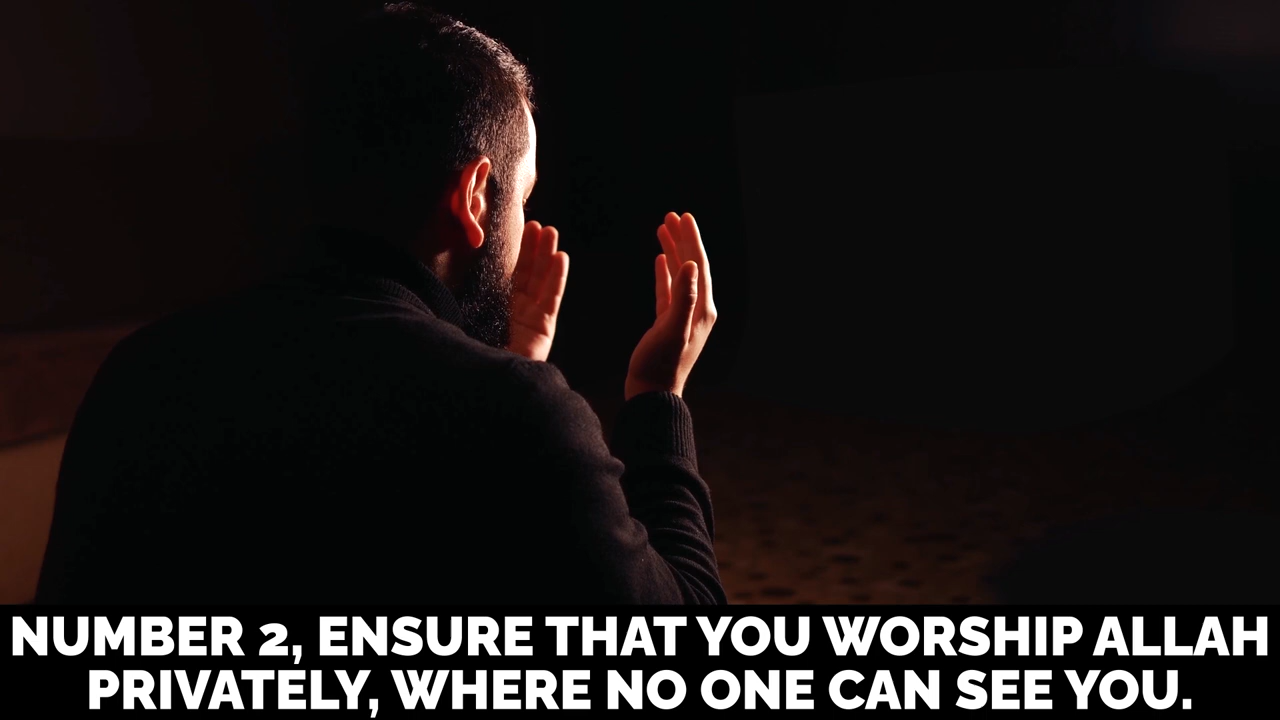 NUMBER 2, ENSURE THAT YOU WORSHIP ALLAH
PRIVATELY, WHERE NO ONE CAN SEE YOU.